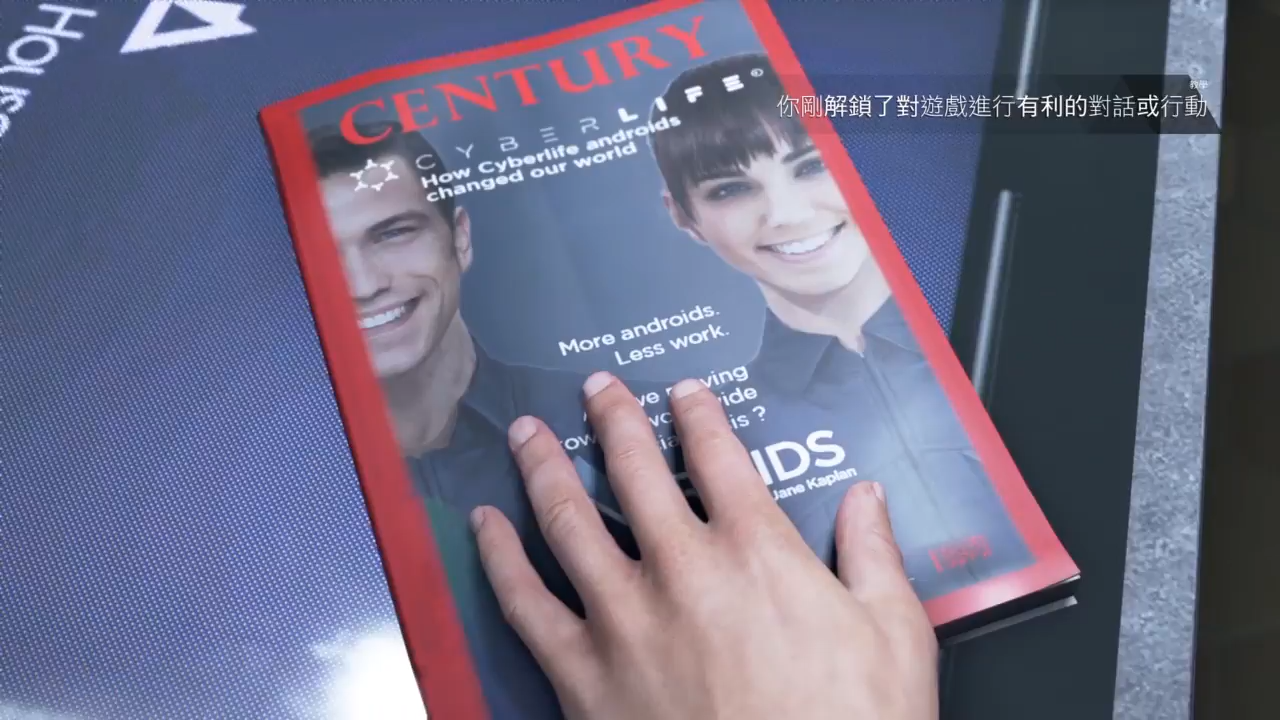 Hours
CENTURY
CYBERLIFE®
How Cyberlife androids
changed our world
More androids.
Less work.
IDS
Jane Kaplan
教學
你剛解鎖了對遊戲進行有利的對話或行動